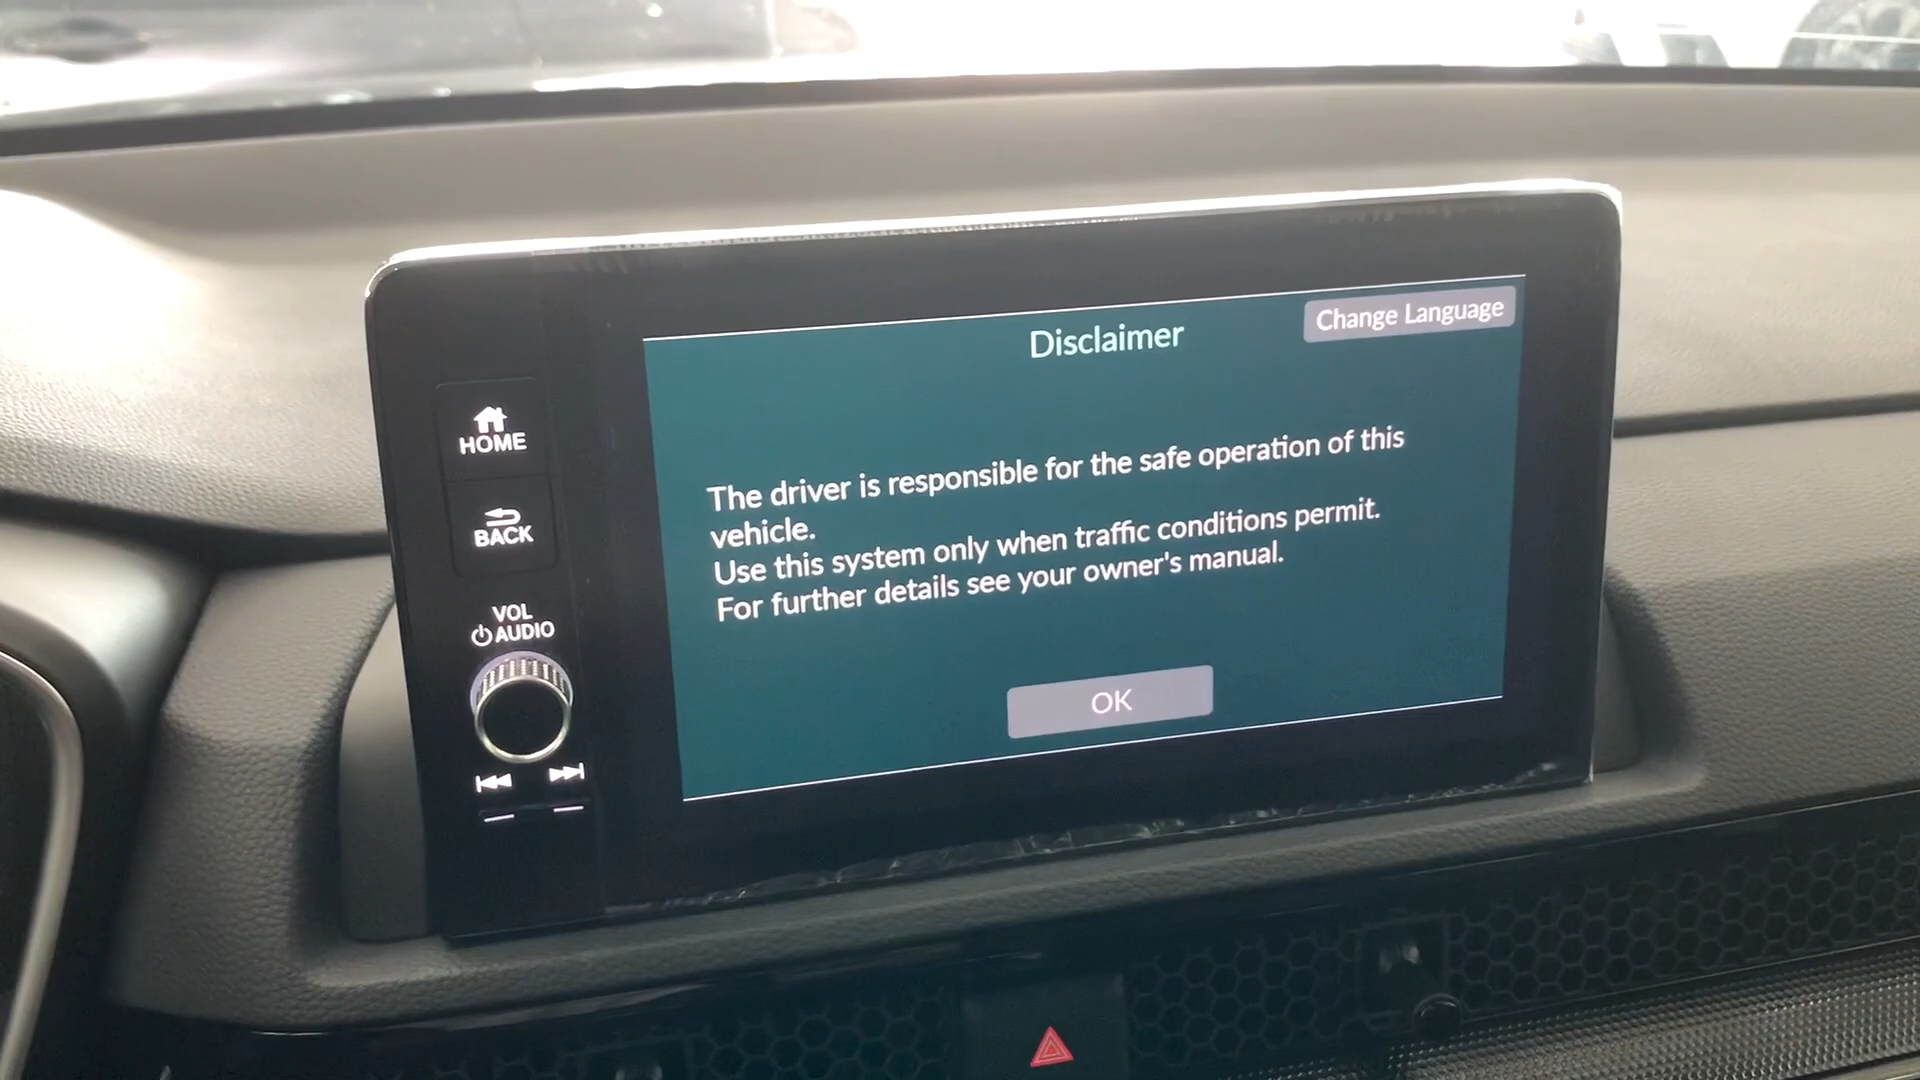 Disclaimer
Change Language
HOME
BACK
VOL
AUDIO
The driver is responsible for the safe operation of this
vehicle.
Use this system only when traffic conditions permit.
For further details see your owner's manual.
OK